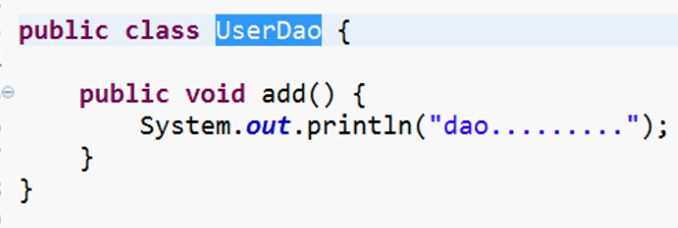 public class UserDao {
public void add() {
System.out.println("dao.........");
}
}